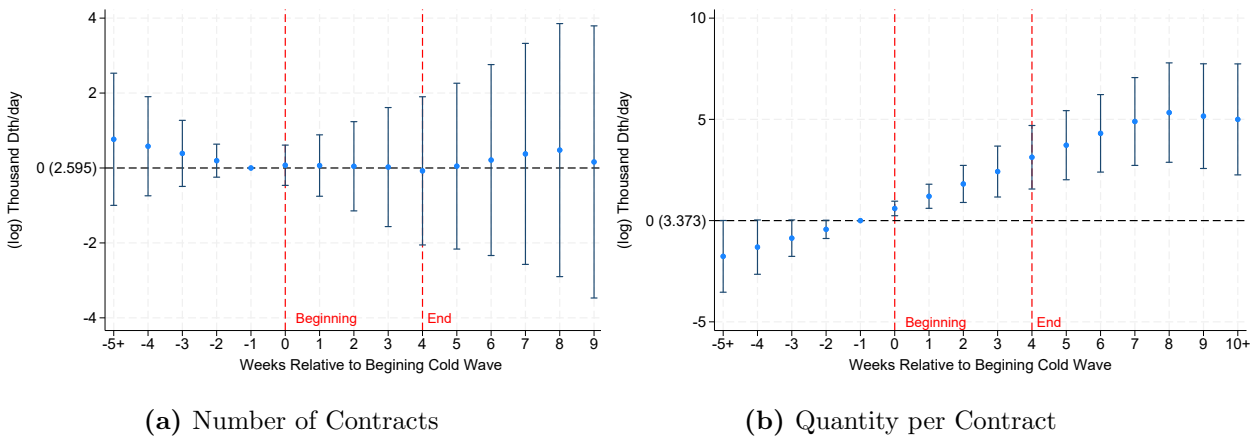 (log) Thousand Dth/day
4
2
0 (2.595)
-2
-4
Beginning
End
-5+ -4 -3 -2 -1 0 1 2 3 4 5 6 7 8 9
Weeks Relative to Begining Cold Wave
(a) Number of Contracts
(log) Thousand Dth/day
10
5
0 (3.373)
-5
Beginning
End
-5+ -4 -3 -2 -1 0 1 2 3 4 5 6 7 8 9 10+
Weeks Relative to Begining Cold Wave
(b) Quantity per Contract